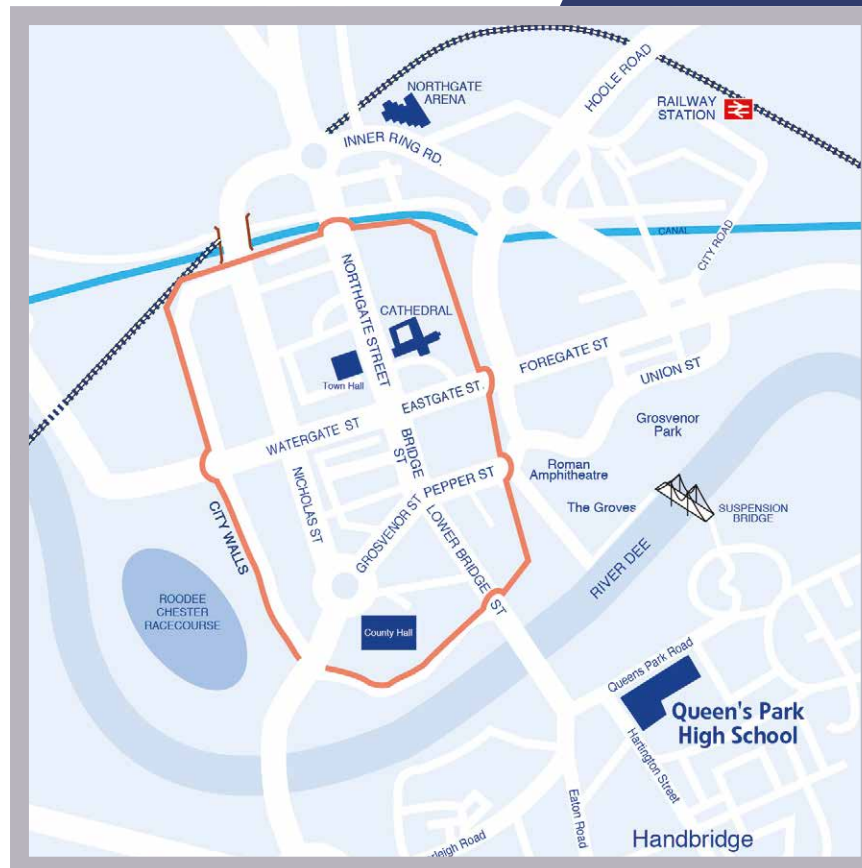 NORTHGATE
ARENA
HOOLE ROAD
RAILWAY
STATION
INNER RING RD.
CANAL
CITY ROAD
NORTHGATE STREET
CATHEDRAL
Town Hall
FOREGATE ST
UNION ST
EASTGATE ST.
WATERGATE ST
Grosvenor
Park
BRIDGE
ST
NICHOLAS ST
PEPPER ST
Roman
Amphitheatre
The Groves
SUSPENSION
BRIDGE
CITY WALLS
GROSVENOR ST
LOWER BRIDGE ST
RIVER DEE
ROODEE
CHESTER
RACECOURSE
County Hall
Queens Park Road
Queen's Park
High School
Hartington Street
Eaton Road
leigh Road
Handbridge